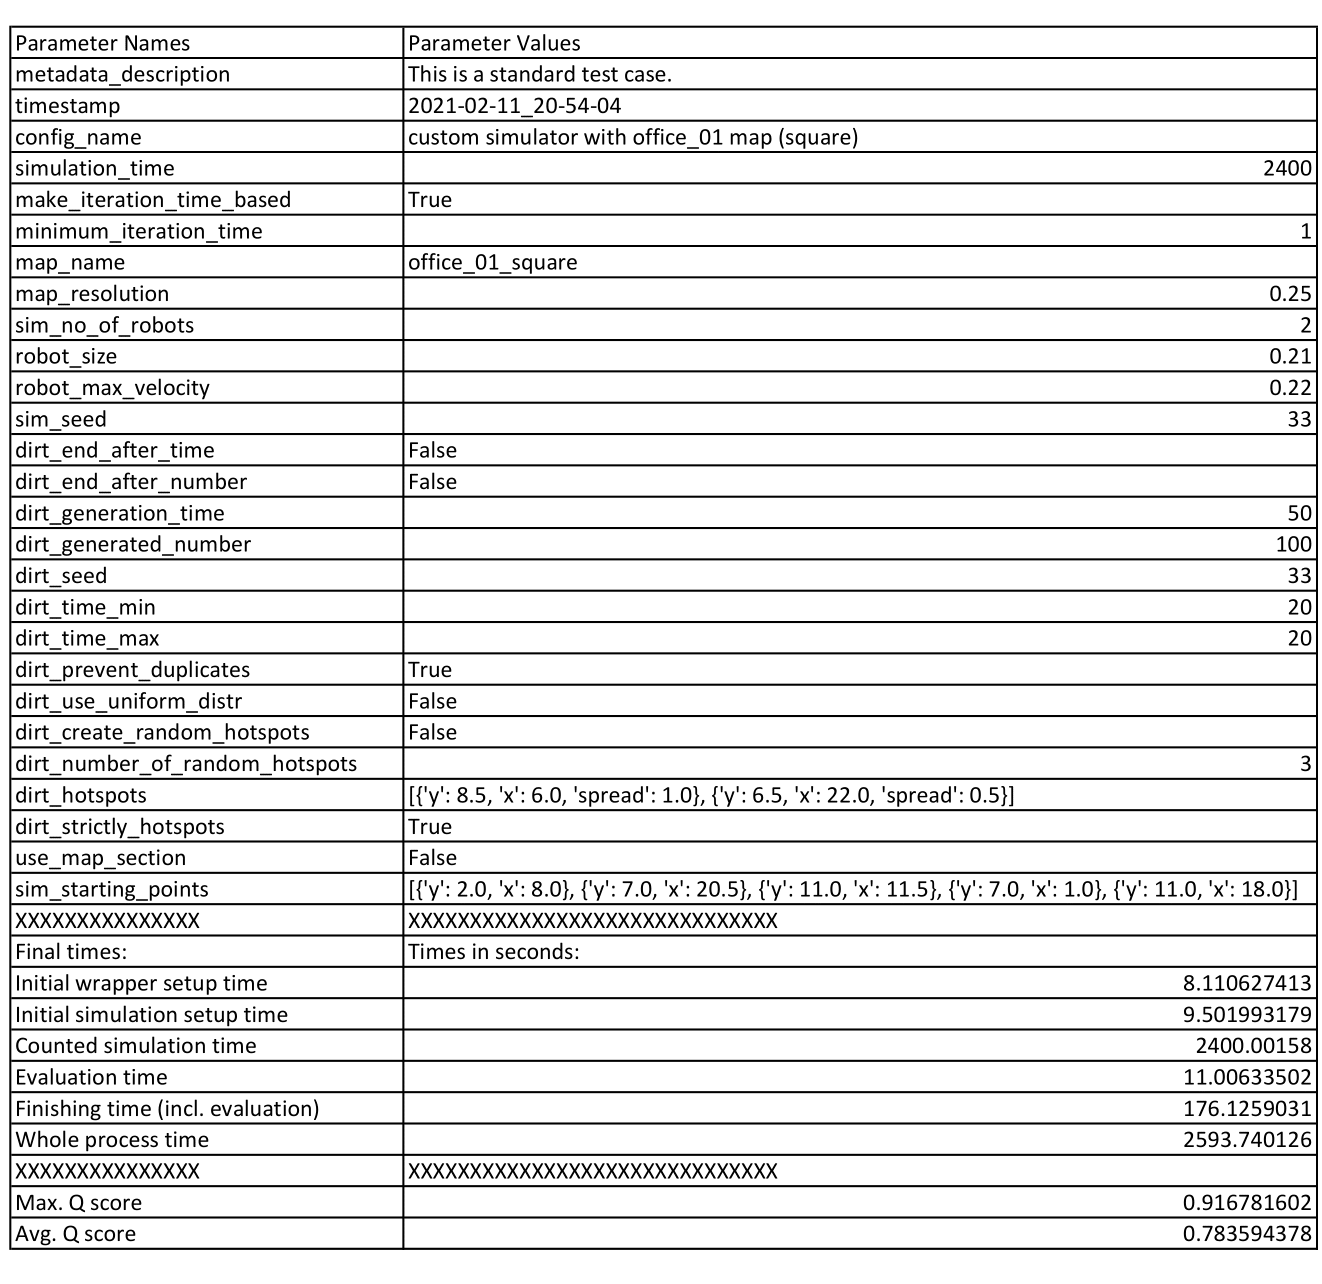 Parameter Names Parameter Values
metadata_description This is a standard test case.
timestamp 2021-02-11_20-54-04
config_name custom simulator with office_01 map (square)
simulation_time 2400
make_iteration_time_based True
minimum_iteration_time 1
map_name office_01_square
map_resolution 0.25
sim_no_of_robots 2
robot_size 0.21
robot_max_velocity 0.22
sim_seed 33
dirt_end_after_time False
dirt_end_after_number False
dirt_generation_time 50
dirt_generated_number 100
dirt_seed 33
dirt_time_min 20
dirt_time_max 20
dirt_prevent_duplicates True
dirt_use_uniform_distr False
dirt_create_random_hotspots False
dirt_number_of_random_hotspots 3
dirt_hotspots [{'y': 8.5, 'x': 6.0, 'spread': 1.0}, {'y': 6.5, 'x': 22.0, 'spread': 0.5}]
dirt_strictly_hotspots True
use_map_section False
sim_starting_points [{'y': 2.0, 'x': 8.0}, {'y': 7.0, 'x': 20.5}, {'y': 11.0, 'x': 11.5}, {'y': 7.0, 'x': 1.0}, {'y': 11.0, 'x': 18.0}]
XXXXXXXXXXXXXXX XXXXXXXXXXXXXXXXXXXXXXXXXXXXXX
Final times: Times in seconds:
Initial wrapper setup time 8.110627413
Initial simulation setup time 9.501993179
Counted simulation time 2400.00158
Evaluation time 11.00633502
Finishing time (incl. evaluation) 176.1259031
Whole process time 2593.740126
XXXXXXXXXXXXXXX XXXXXXXXXXXXXXXXXXXXXXXXXXXXXX
Max. Q score 0.916781602
Avg. Q score 0.783594378